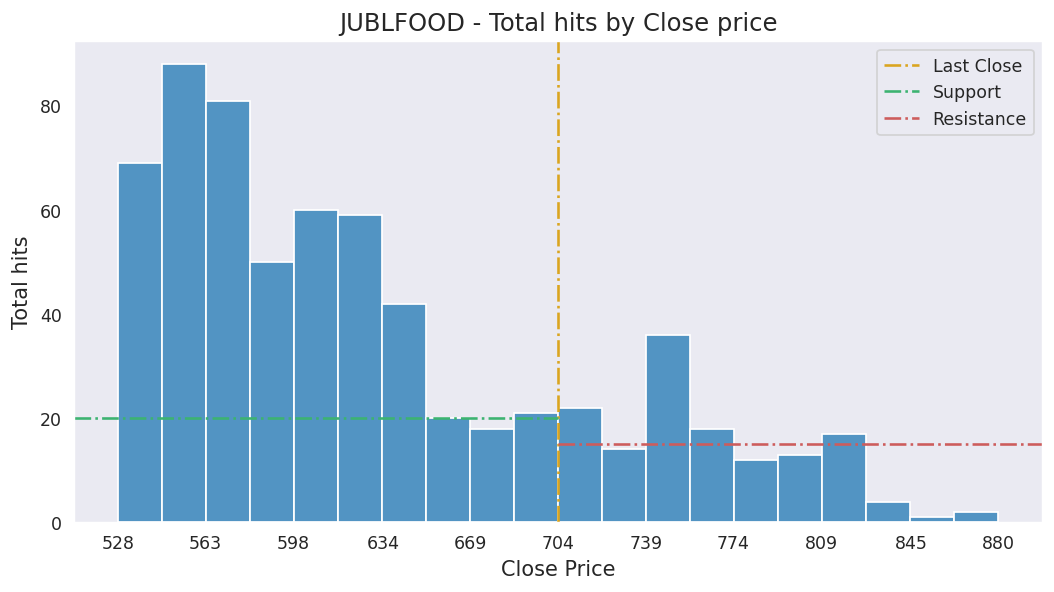 JUBLFOOD - Total hits by Close price
Last Close
Support
Resistance
Total hits
80
60
40
20
0
528 563 598 634 669 704 739 774 809 845 880
Close Price